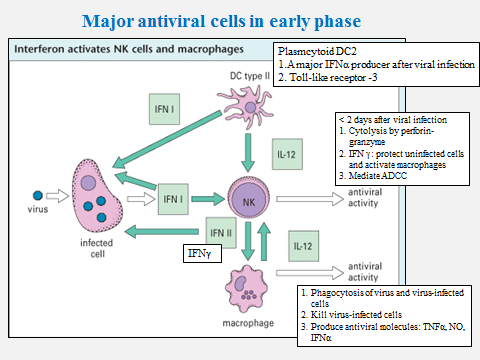 Major antiviral cells in early phase
Interferon activates NK cells and macrophages
Plasmcytoid DC2
1.A major IFNα producer after viral infection
2. Toll-like receptor -3
DC type II
IFN I
< 2 days after viral infection
1. Cytolysis by perforin-
granzyme
2. IFN γ: protect uninfected cells
and activate macrophages
3. Mediate ADCC
IL-12
virus
IFN I
NK
antiviral
activity
infected
cell
IFN II
IFNγ
IL-12
antiviral
activity
macrophage
1. Phagocytosis of virus and virus-infected
cells
2. Kill virus-infected cells
3. Produce antiviral molecules: TNFα, NO,
IFNα